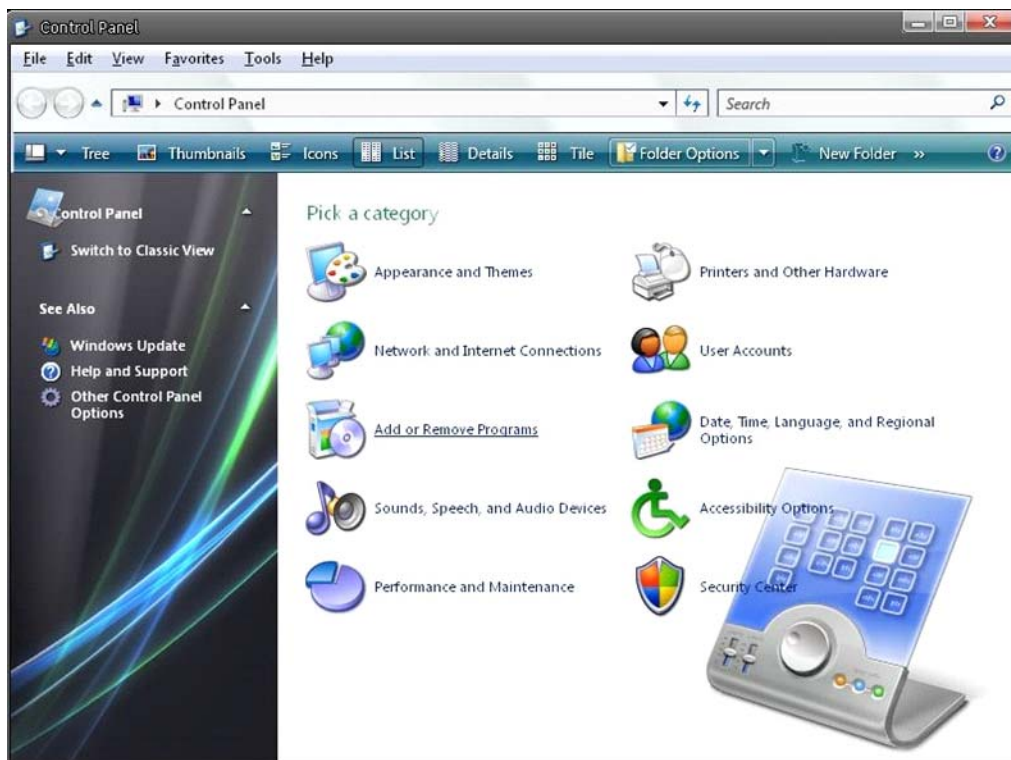 Control Panel
File Edit View Favorites Tools Help
Control Panel
Search
Tree Thumbnails Icons List Details Tile Folder Options New Folder »
Control Panel
Switch to Classic View
See Also
Windows Update
Help and Support
Other Control Panel
Options
Pick a category
Appearance and Themes
Printers and Other Hardware
Network and Internet Connections
User Accounts
Add or Remove Programs
Date, Time, Language, and Regional
Options
Sounds, Speech, and Audio Devices
Accessibility Options
Performance and Maintenance
Security Center